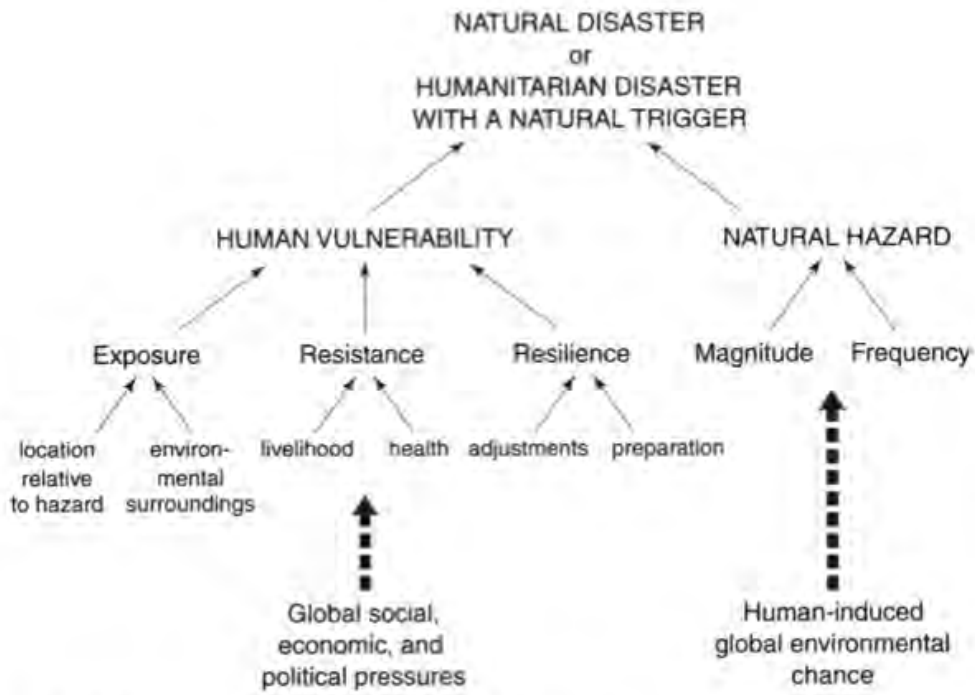 NATURAL DISASTER
or
HUMANITARIAN DISASTER
WITH A NATURAL TRIGGER
HUMAN VULNERABILITY
NATURAL HAZARD
Exposure
Resistance
Resilience
Magnitude
Frequency
location
relative
to hazard
environ-
mental
surroundings
livelihood
health
adjustments
preparation
Global social,
economic, and
political pressures
Human-induced
global environmental
chance